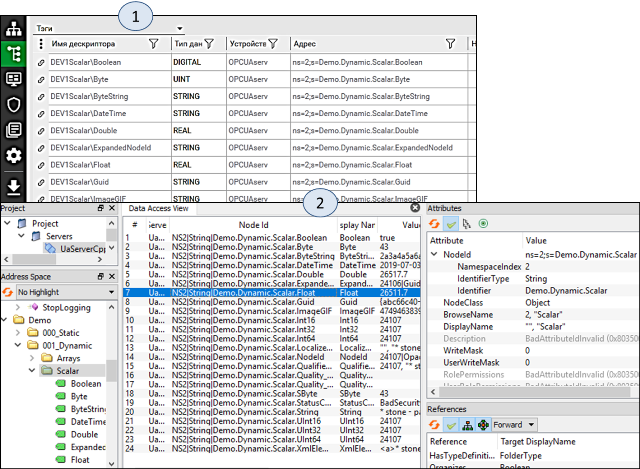 1
Тэги
Имя дескриптора Тип дан Устройств Адрес
DEV1Scalar\Boolean DIGITAL OPCUAserv ns=2;s=Demo.Dynamic.Scalar.Boolean
DEV1Scalar\Byte UINT OPCUAserv ns=2;s=Demo.Dynamic.Scalar.Byte
DEV1Scalar\ByteString STRING OPCUAserv ns=2;s=Demo.Dynamic.Scalar.ByteString
DEV1Scalar\DateTime STRING OPCUAserv ns=2;s=Demo.Dynamic.Scalar.DateTime
DEV1Scalar\Double REAL OPCUAserv ns=2;s=Demo.Dynamic.Scalar.Double
DEV1Scalar\ExpandedNodeId STRING OPCUAserv ns=2;s=Demo.Dynamic.Scalar.ExpandedNodeId
DEV1Scalar\Float REAL OPCUAserv ns=2;s=Demo.Dynamic.Scalar.Float
DEV1Scalar\Guid STRING OPCUAserv ns=2;s=Demo.Dynamic.Scalar.Guid
DEV1Scalar\ImageGIF STRING OPCUAserv ns=2;s=Demo.Dynamic.Scalar.ImageGIF
2
Project
Project
Servers
UaServerCpp
Address Space
No Highlight
StopLogging
Demo
000_Static
001_Dynamic
Arrays
Scalar
Boolean
Byte
ByteString
DateTime
Double
Expanded
Float
Data Access View
# Serve Node Id splay Nar Value
1 Ua... NS2|String|Demo.Dynamic.Scalar.Boolean Boolean true
2 Ua... NS2|String|Demo.Dynamic.Scalar.Byte Byte 43
3 Ua... NS2|String|Demo.Dynamic.Scalar.ByteString ByteString 2a3a4a5a6
4 Ua... NS2|String|Demo.Dynamic.Scalar.DateTime DateTime 2019-07-03
5 Ua... NS2|String|Demo.Dynamic.Scalar.Double Double 26507.7
6 Ua... NS2|String|Demo.Dynamic.Scalar.Expande... Expande... 24106|Guid
7 Ua... NS2|String|Demo.Dynamic.Scalar.Float Float 26511.7
8 Ua... NS2|String|Demo.Dynamic.Scalar.Guid Guid {abc66c40-
9 Ua... NS2|String|Demo.Dynamic.Scalar.ImageGIF ImageGIF 4749463839
10 Ua... NS2|String|Demo.Dynamic.Scalar.Int16 Int16 24107
11 Ua... NS2|String|Demo.Dynamic.Scalar.Int32 Int32 24107
12 Ua... NS2|String|Demo.Dynamic.Scalar.Int64 Int64 24107
13 Ua... NS2|String|Demo.Dynamic.Scalar.Localize... Localiz... "", "* stone
14 Ua... NS2|String|Demo.Dynamic.Scalar.NodeId NodeId 24107|Opac
15 Ua... NS2|String|Demo.Dynamic.Scalar.Qualifie... Qualifie... 24107, "* s
16 Ua... NS2|String|Demo.Dynamic.Scalar.Quality_... Quality_...
17 Ua... NS2|String|Demo.Dynamic.Scalar.Quality_... Quality_...
18 Ua... NS2|String|Demo.Dynamic.Scalar.SByte SByte 43
19 Ua... NS2|String|Demo.Dynamic.Scalar.StatusC... StatusC... BadSecurity
20 Ua... NS2|String|Demo.Dynamic.Scalar.String String * stone - pa
21 Ua... NS2|String|Demo.Dynamic.Scalar.UInt16 UInt16 24107
22 Ua... NS2|String|Demo.Dynamic.Scalar.UInt32 UInt32 24107
23 Ua... NS2|String|Demo.Dynamic.Scalar.UInt64 UInt64 24107
24 Ua... NS2|String|Demo.Dynamic.Scalar.XmlEle... XmlElem... <a>* stone
Attributes
Attribute Value
NodeId ns=2;s=Demo.Dynamic
NamespaceIndex 2
IdentifierType String
Identifier Demo.Dynamic.Scalar
NodeClass Object
BrowseName 2, "Scalar"
DisplayName "", "Scalar"
Description BadAttributeIdInvalid (0x80350
WriteMask 0
UserWriteMask 0
RolePermissions BadAttributeIdInvalid (0x80350
References
Forward
Reference Target DisplayName
HasTypeDefiniti... FolderType